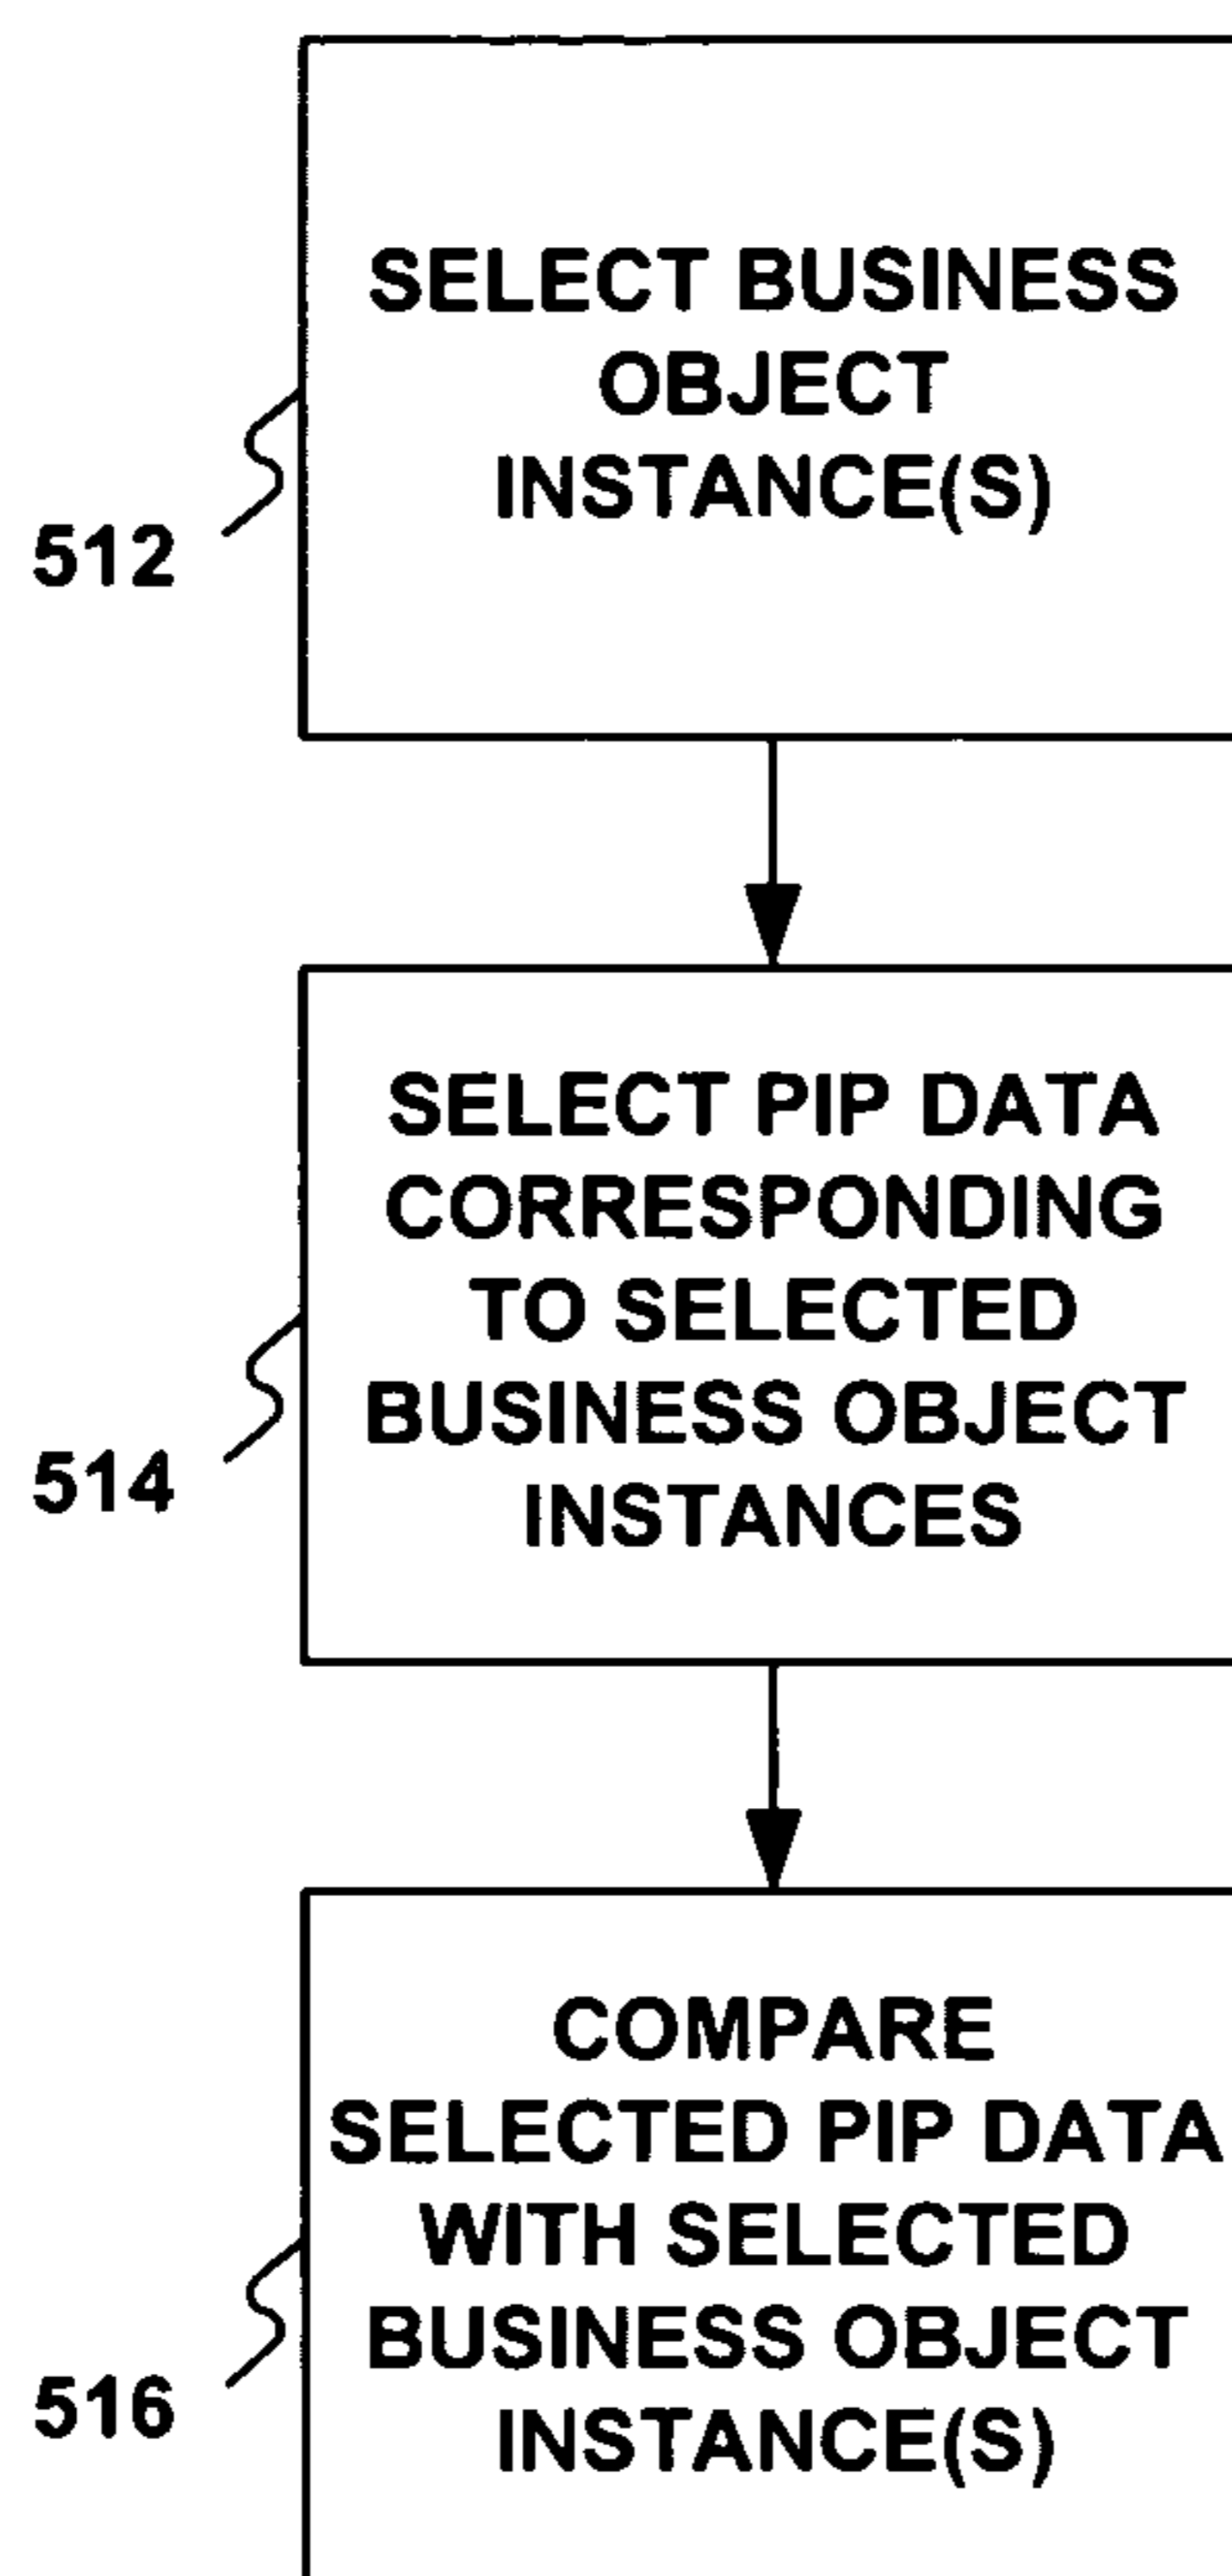 SELECT BUSINESS
OBJECT
INSTANCE(S)
512
SELECT PIP DATA
CORRESPONDING
TO SELECTED
BUSINESS OBJECT
INSTANCES
514
COMPARE
SELECTED PIP DATA
WITH SELECTED
BUSINESS OBJECT
INSTANCE(S)
516